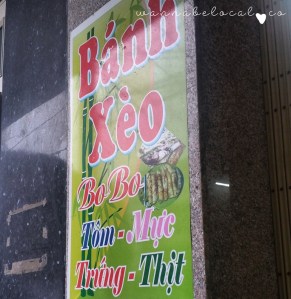 wannabelocal.co
Bánh
Xèo
Bo Bo
Tôm - Mực
Trứng - Thịt